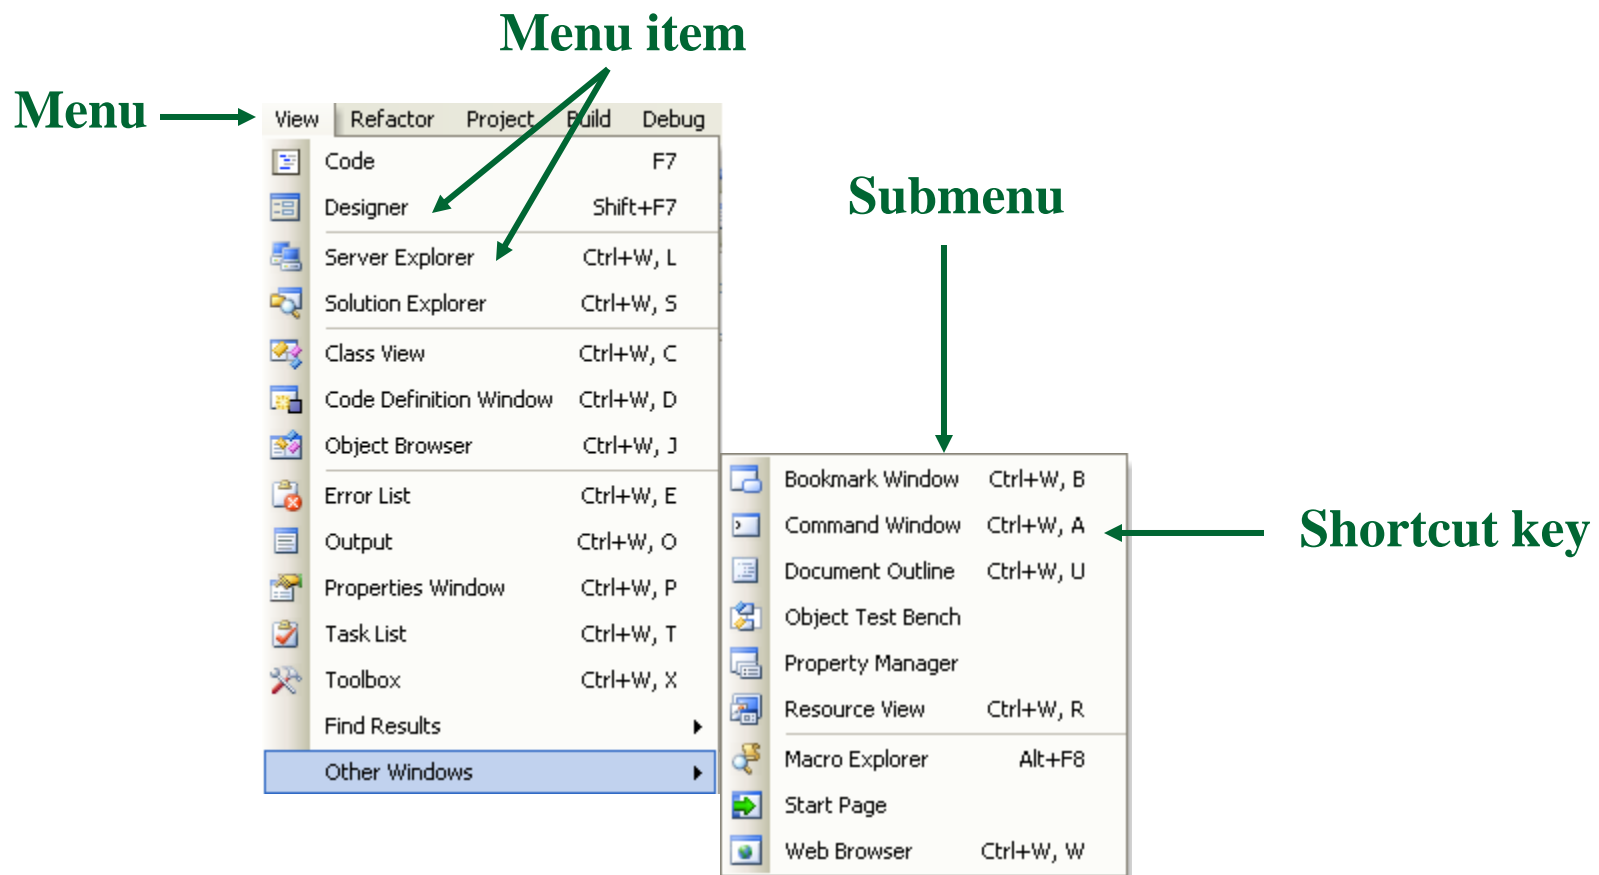 Menu item
Menu
View Refactor Project Build Debug
Code F7
Designer Shift+F7
Server Explorer Ctrl+W, L
Solution Explorer Ctrl+W, S
Class View Ctrl+W, C
Code Definition Window Ctrl+W, D
Object Browser Ctrl+W, J
Error List Ctrl+W, E
Output Ctrl+W, O
Properties Window Ctrl+W, P
Task List Ctrl+W, T
Toolbox Ctrl+W, X
Find Results
Other Windows
Submenu
Bookmark Window Ctrl+W, B
Command Window Ctrl+W, A
Document Outline Ctrl+W, U
Object Test Bench
Property Manager
Resource View Ctrl+W, R
Macro Explorer Alt+F8
Start Page
Web Browser Ctrl+W, W
Shortcut key